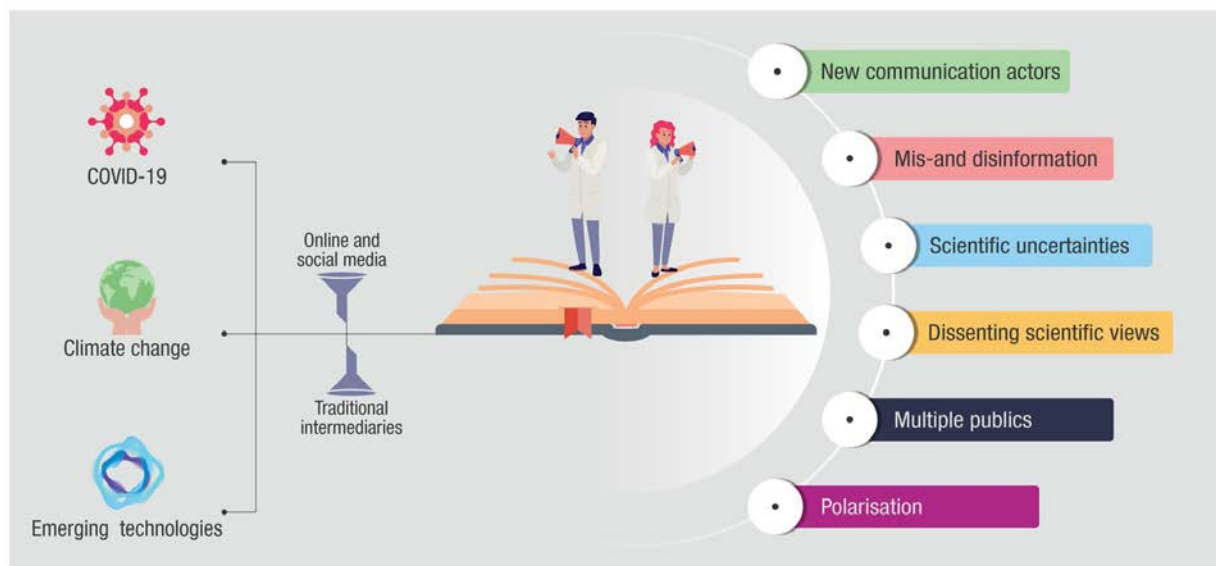 COVID-19
Climate change
Emerging technologies
Online and
social media
Traditional
intermediaries
New communication actors
Mis-and disinformation
Scientific uncertainties
Dissenting scientific views
Multiple publics
Polarisation